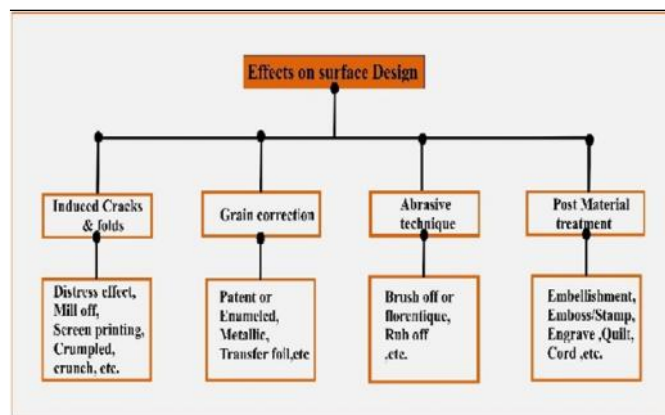 Effects on surface Design
Induced Cracks
& folds
Grain correction
Abrasive
technique
Post Material
treatment
Distress effect,
Mill off,
Screen printing,
Crumpled,
crunch, etc.
Patent or
Enameled,
Metallic,
Transfer foil,etc
Brush off or
florentique,
Rub off
,etc.
Embellishment,
Emboss/Stamp,
Engrave ,Quilt,
Cord ,etc.